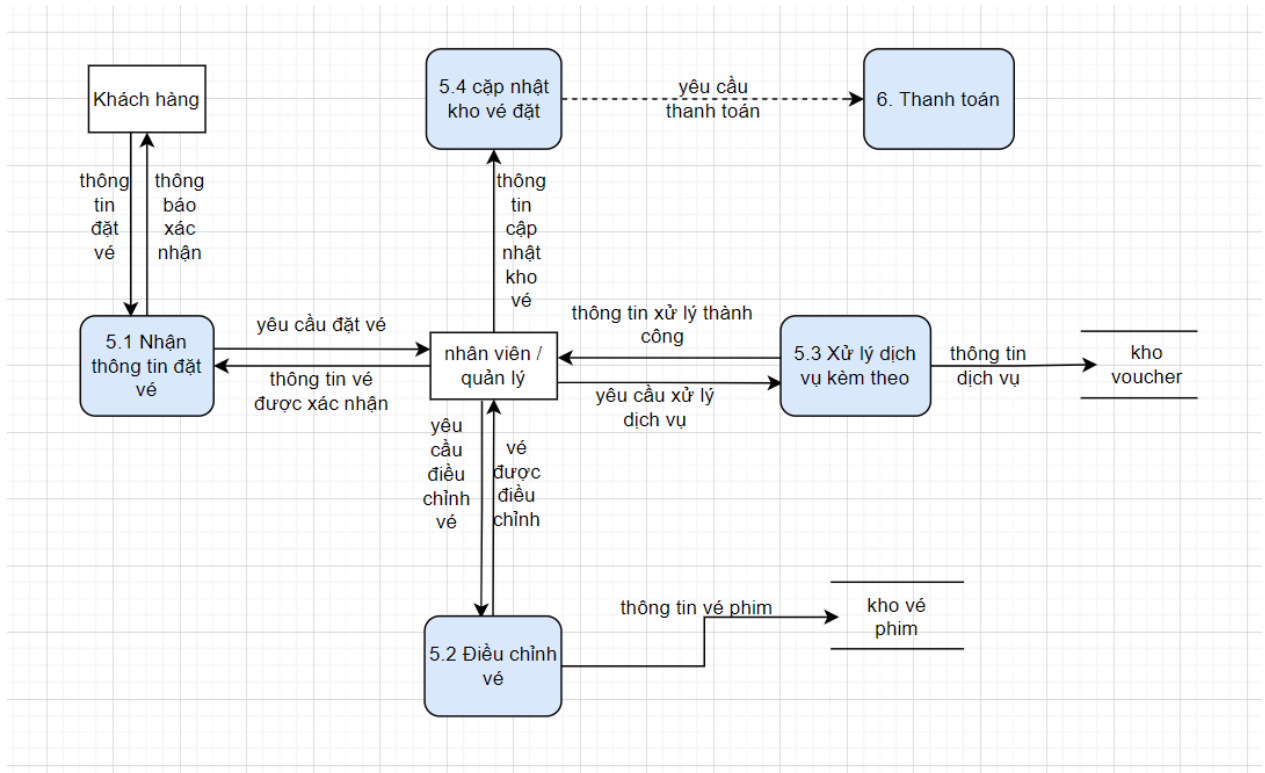 Khách hàng
5.4 cặp nhật
kho vé đặt
yêu cầu
thanh toán
6. Thanh toán
thông
tin
đặt
vé
thông
báo
xác
nhận
thông
tin
cập
nhật
kho
vé
5.1 Nhận
thông tin đặt
vé
yêu cầu đặt vé
thông tin vé
được xác nhận
nhân viên /
quản lý
thông tin xử lý thành
công
yêu cầu xử lý
dịch vụ
5.3 Xử lý dịch
vụ kèm theo
thông tin
dịch vụ
kho
voucher
yêu
cầu
điều
chỉnh
vé
vé
được
điều
chỉnh
5.2 Điều chỉnh
vé
thông tin vé phim
kho vé
phim